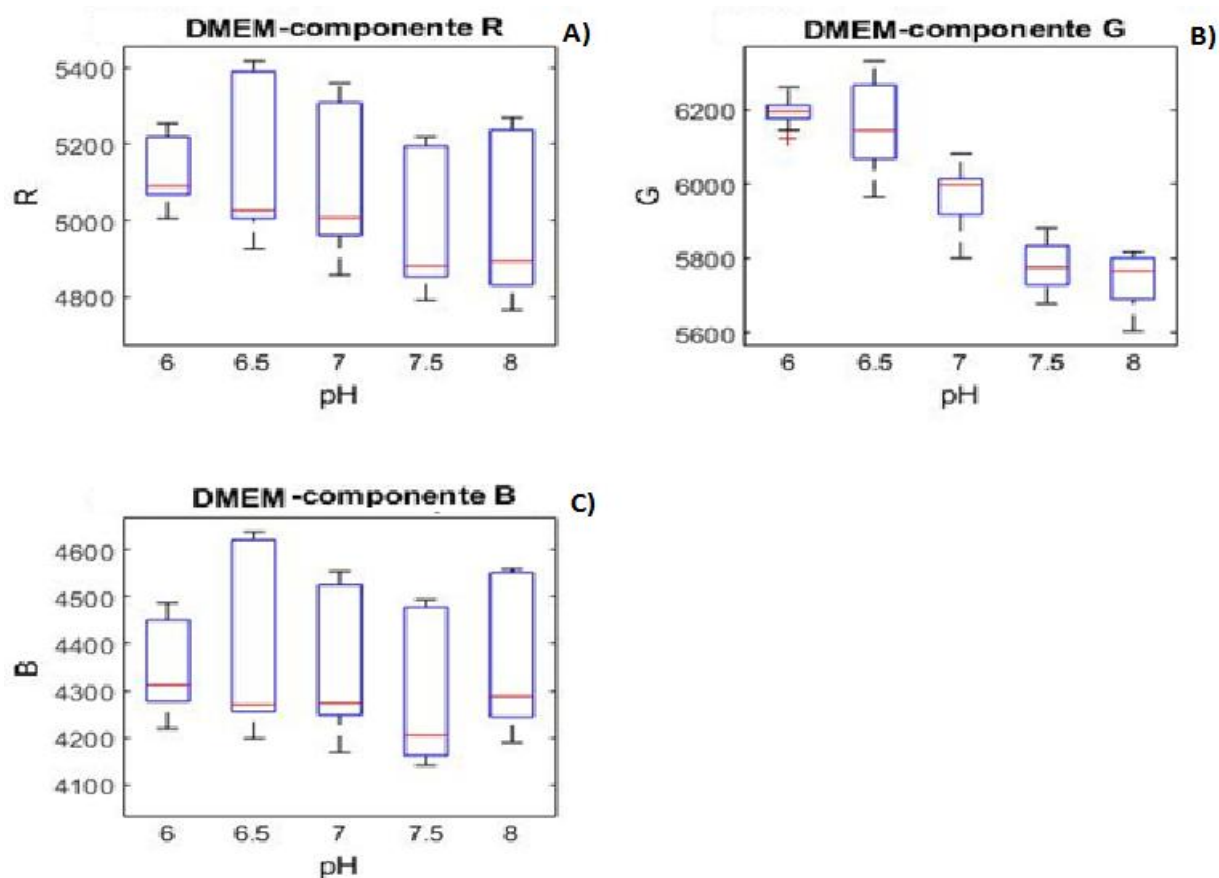 DMEM-componente R
A)
5400
5200
5000
4800
R
6
6.5
7
7.5
8
pH
DMEM-componente G
B)
6200
6000
5800
5600
G
6
6.5
7
7.5
8
pH
DMEM-componente B
C)
4600
4500
4400
4300
4200
4100
B
6
6.5
7
7.5
8
pH